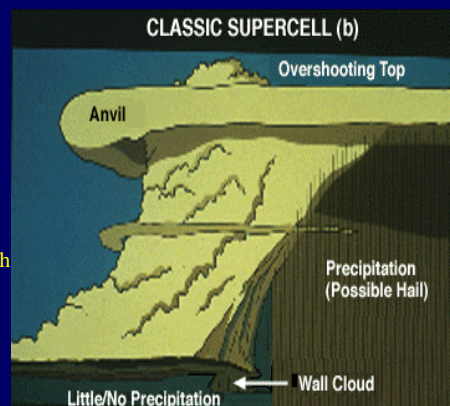 CLASSIC SUPERCELL (b)
Overshooting Top
Anvil
h
Precipitation
(Possible Hail)
Wall Cloud
Little/No Precipitation